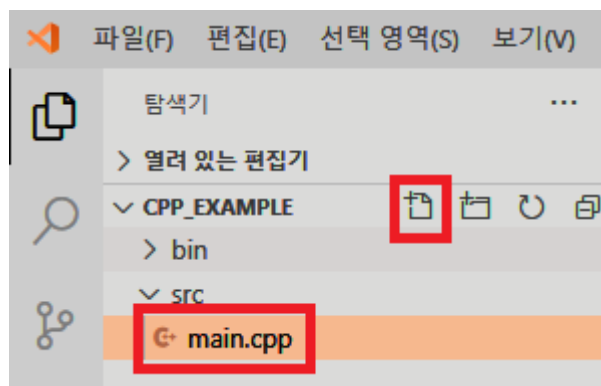 파일(F) 편집(E) 선택 영역(S) 보기(V)
탐색기 ...
> 열려 있는 편집기
CPP_EXAMPLE
> bin
src
main.cpp